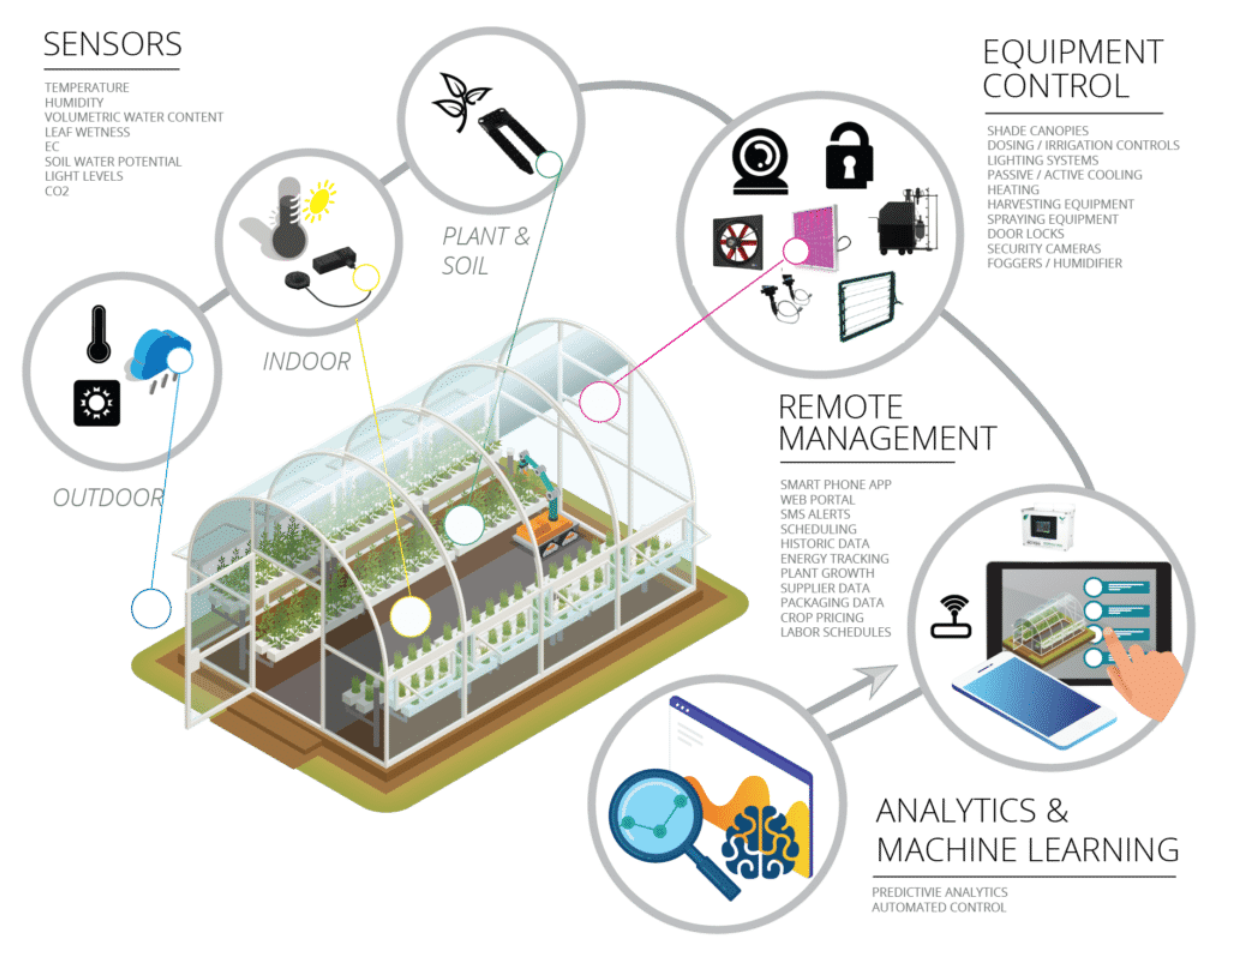 SENSORS
TEMPERATURE
HUMIDITY
VOLUMETRIC WATER CONTENT
LEAF WETNESS
EC
SOIL WATER POTENTIAL
LIGHT LEVELS
CO2
PLANT &
SOIL
INDOOR
OUTDOOR
EQUIPMENT
CONTROL
SHADE CANOPIES
DOSING / IRRIGATION CONTROLS
LIGHTING SYSTEMS
PASSIVE / ACTIVE COOLING
HEATING
HARVESTING EQUIPMENT
SPRAYING EQUIPMENT
DOOR LOCKS
SECURITY CAMERAS
FOGGERS / HUMIDIFIER
REMOTE
MANAGEMENT
SMART PHONE APP
WEB PORTAL
SMS ALERTS
SCHEDULING
HISTORIC DATA
ENERGY TRACKING
PLANT GROWTH
SUPPLIER DATA
PACKAGING DATA
CROP PRICING
LABOR SCHEDULES
ANALYTICS &
MACHINE LEARNING
PREDICTIVIE ANALYTICS
AUTOMATED CONTROL